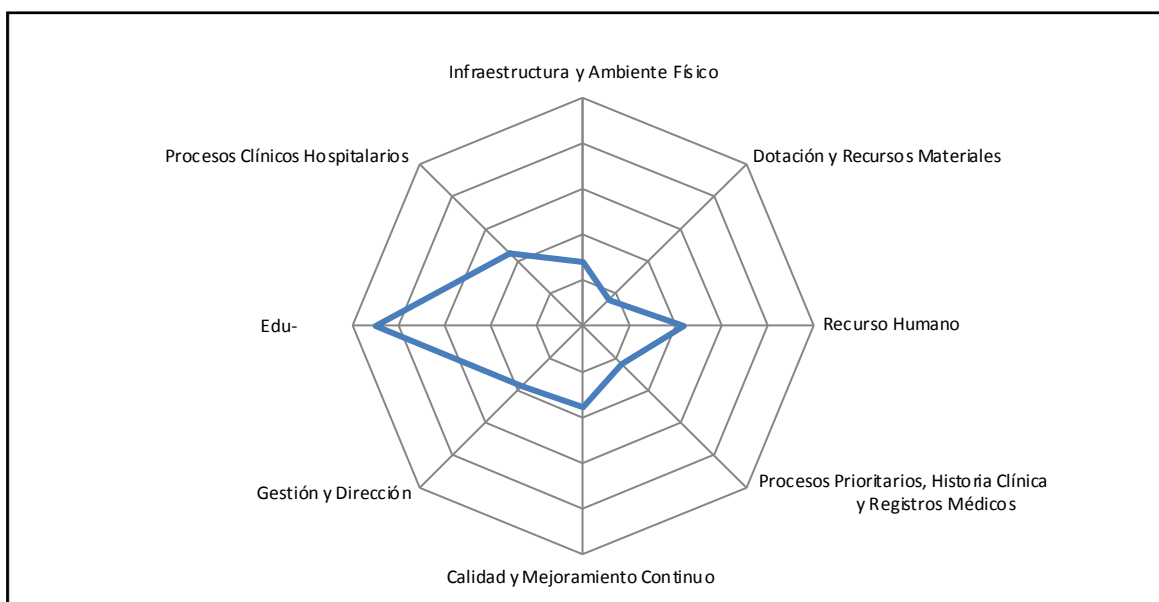 Infraestructura y Ambiente Físico
Procesos Clínicos Hospitalarios
Dotación y Recursos Materiales
Edu-
Recurso Humano
Gestión y Dirección
Procesos Prioritarios, Historia Clínica
y Registros Médicos
Calidad y Mejoramiento Continuo